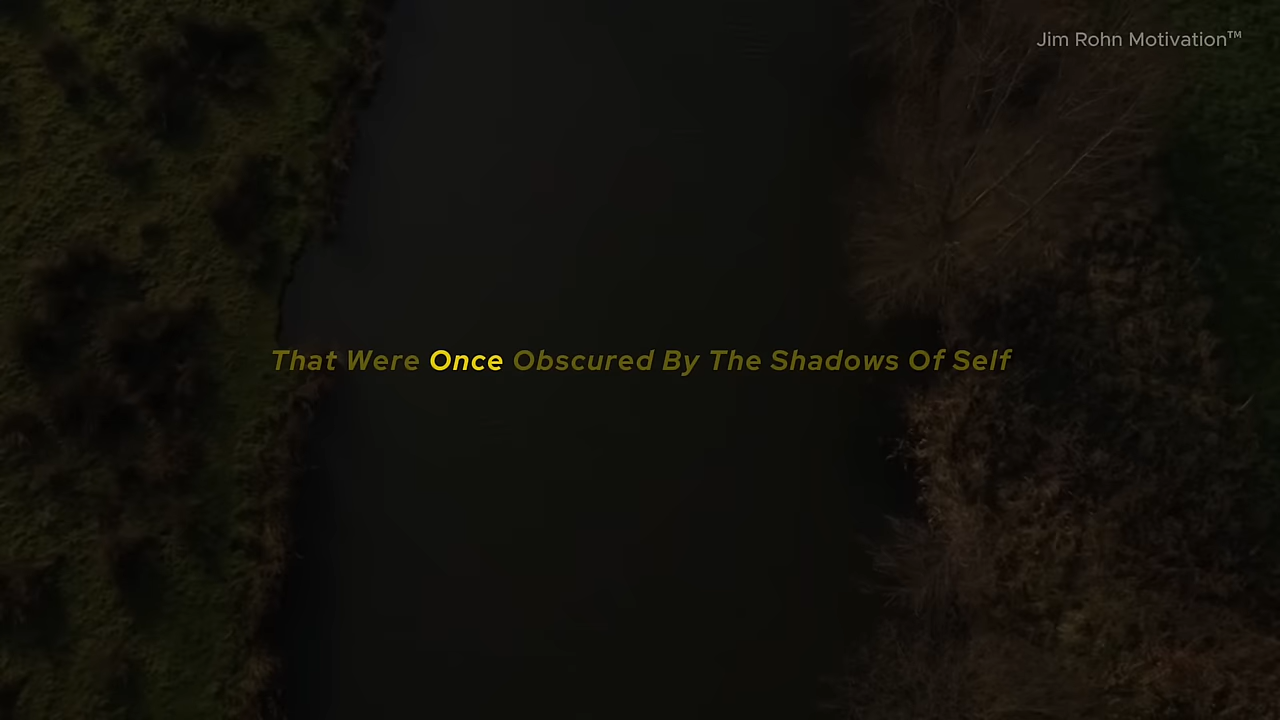 Jim Rohn Motivation™
That Were Once Obscured By The Shadows Of Self